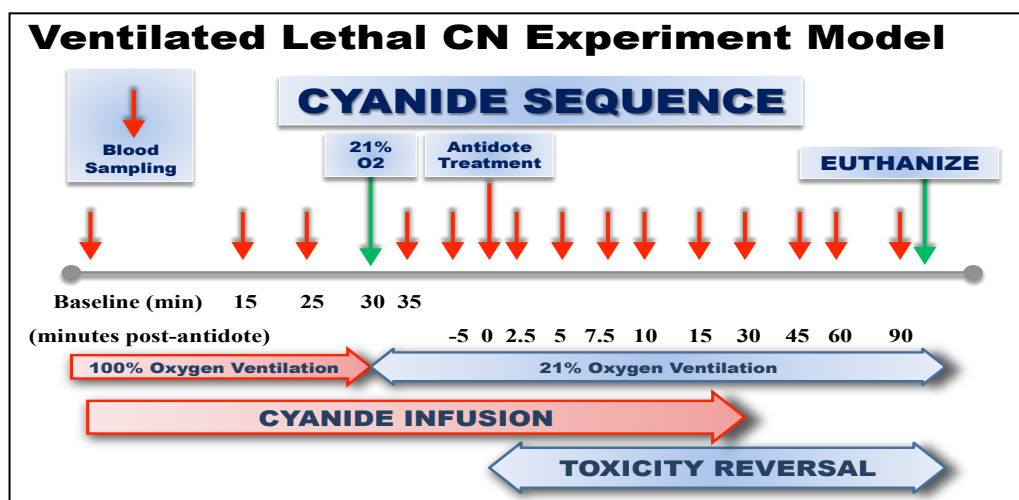 Ventilated Lethal CN Experiment Model
CYANIDE SEQUENCE
Blood
Sampling
21%
O2
Antidote
Treatment
EUTHANIZE
Baseline (min) 15 25 30 35
(minutes post-antidote) -5 0 2.5 5 7.5 10 15 30 45 60 90
100% Oxygen Ventilation
21% Oxygen Ventilation
CYANIDE INFUSION
TOXICITY REVERSAL